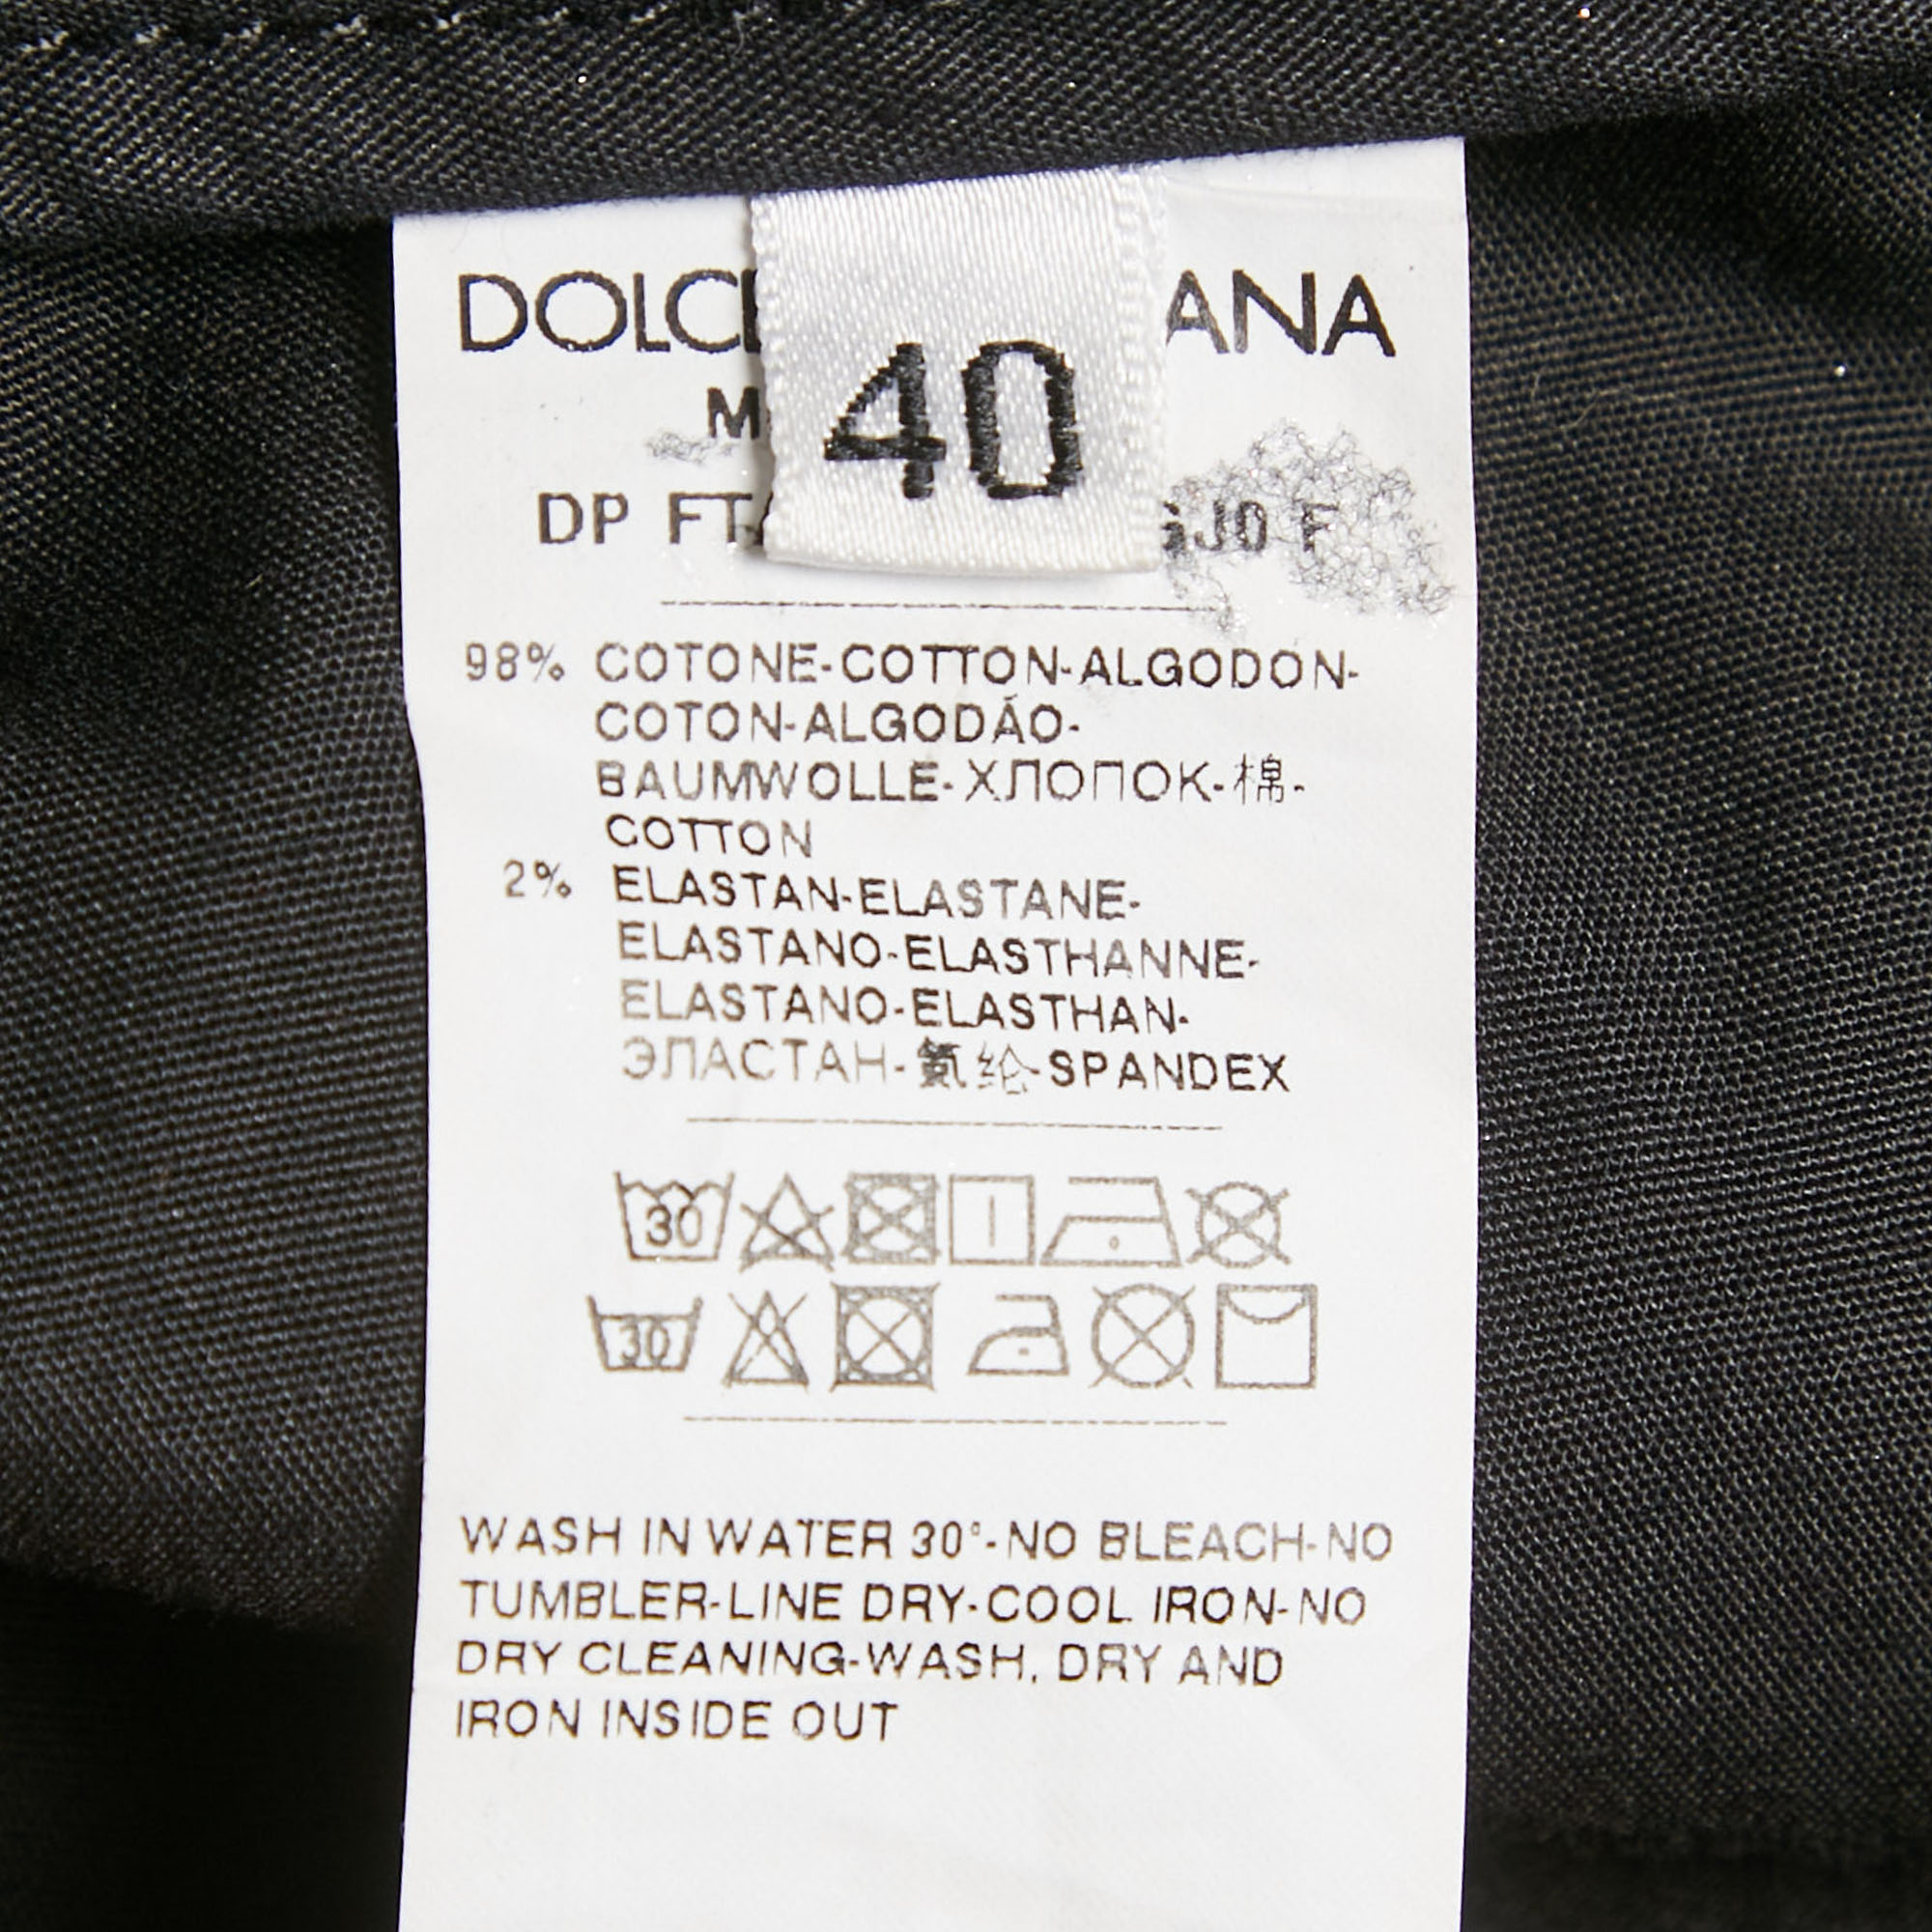 DOLC ANA
40
DP FT J0 F
98% COTONE-COTTON-ALGODON-
COTON-ALGODÃO-
BAUMWOLLE-ХЛОПОК-棉-
COTTON
2% ELASTAN-ELASTANE-
ELASTANO-ELASTHANNE-
ELASTANO-ELASTHAN-
ЭЛАСТАН-氨纶-SPANDEX
30
30
WASH IN WATER 30°-NO BLEACH-NO
TUMBLER-LINE DRY-COOL IRON-NO
DRY CLEANING-WASH, DRY AND
IRON INSIDE OUT